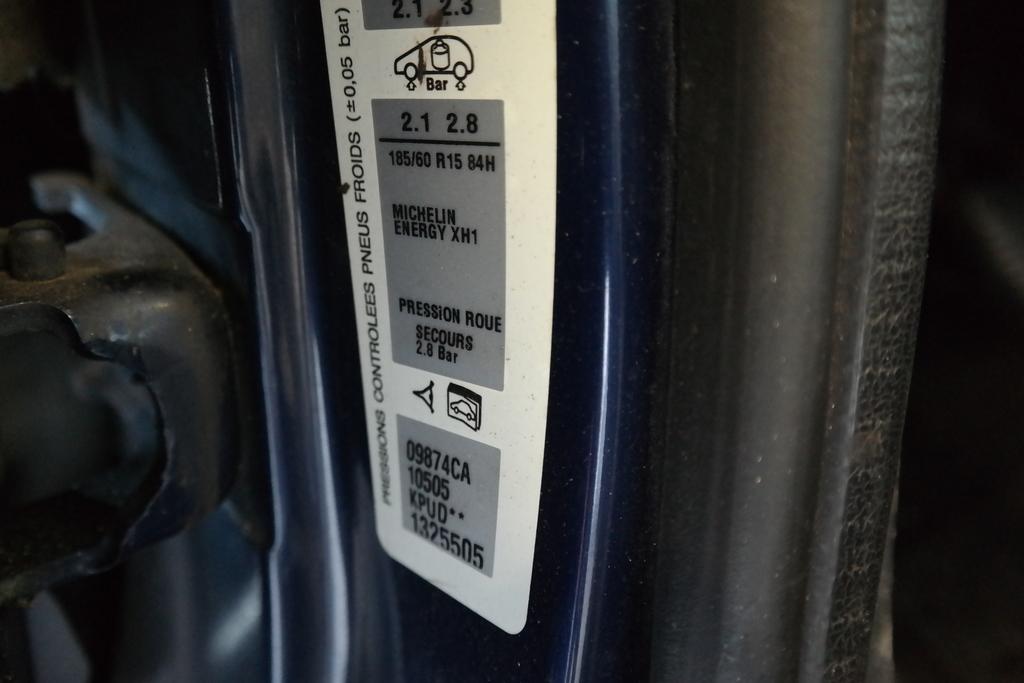 2.1 2.3
PRESSIONS CONTROLEES PNEUS FROIDS (±0,05 bar)
Bar
2.1 2.8
185/60 R15 84H
MICHELIN
ENERGY XH1
PRESSION ROUE
SECOURS
2.8 Bar
09874CA
10505
KPUD**
1325505